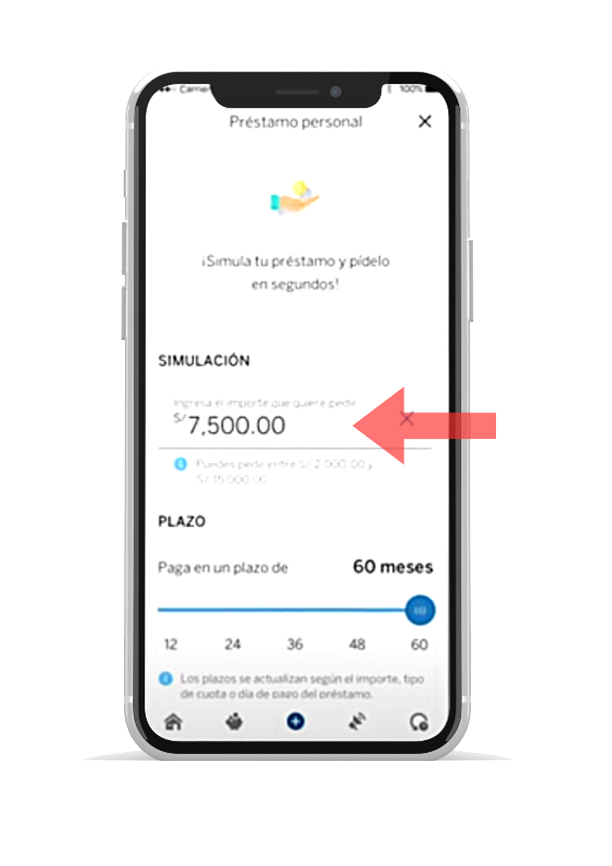 Carrier
100%
Préstamo personal
¡Simula tu préstamo y pídelo
en segundos!
SIMULACIÓN
Ingresa el importe que quiere pedir
S/7,500.00
Puedes pedir entre S/ 2 000.00 y
S/ 15 000.00
PLAZO
Paga en un plazo de 60 meses
12 24 36 48 60
Los plazos se actualizan según el importe, tipo
de cuota o día de pago del préstamo.